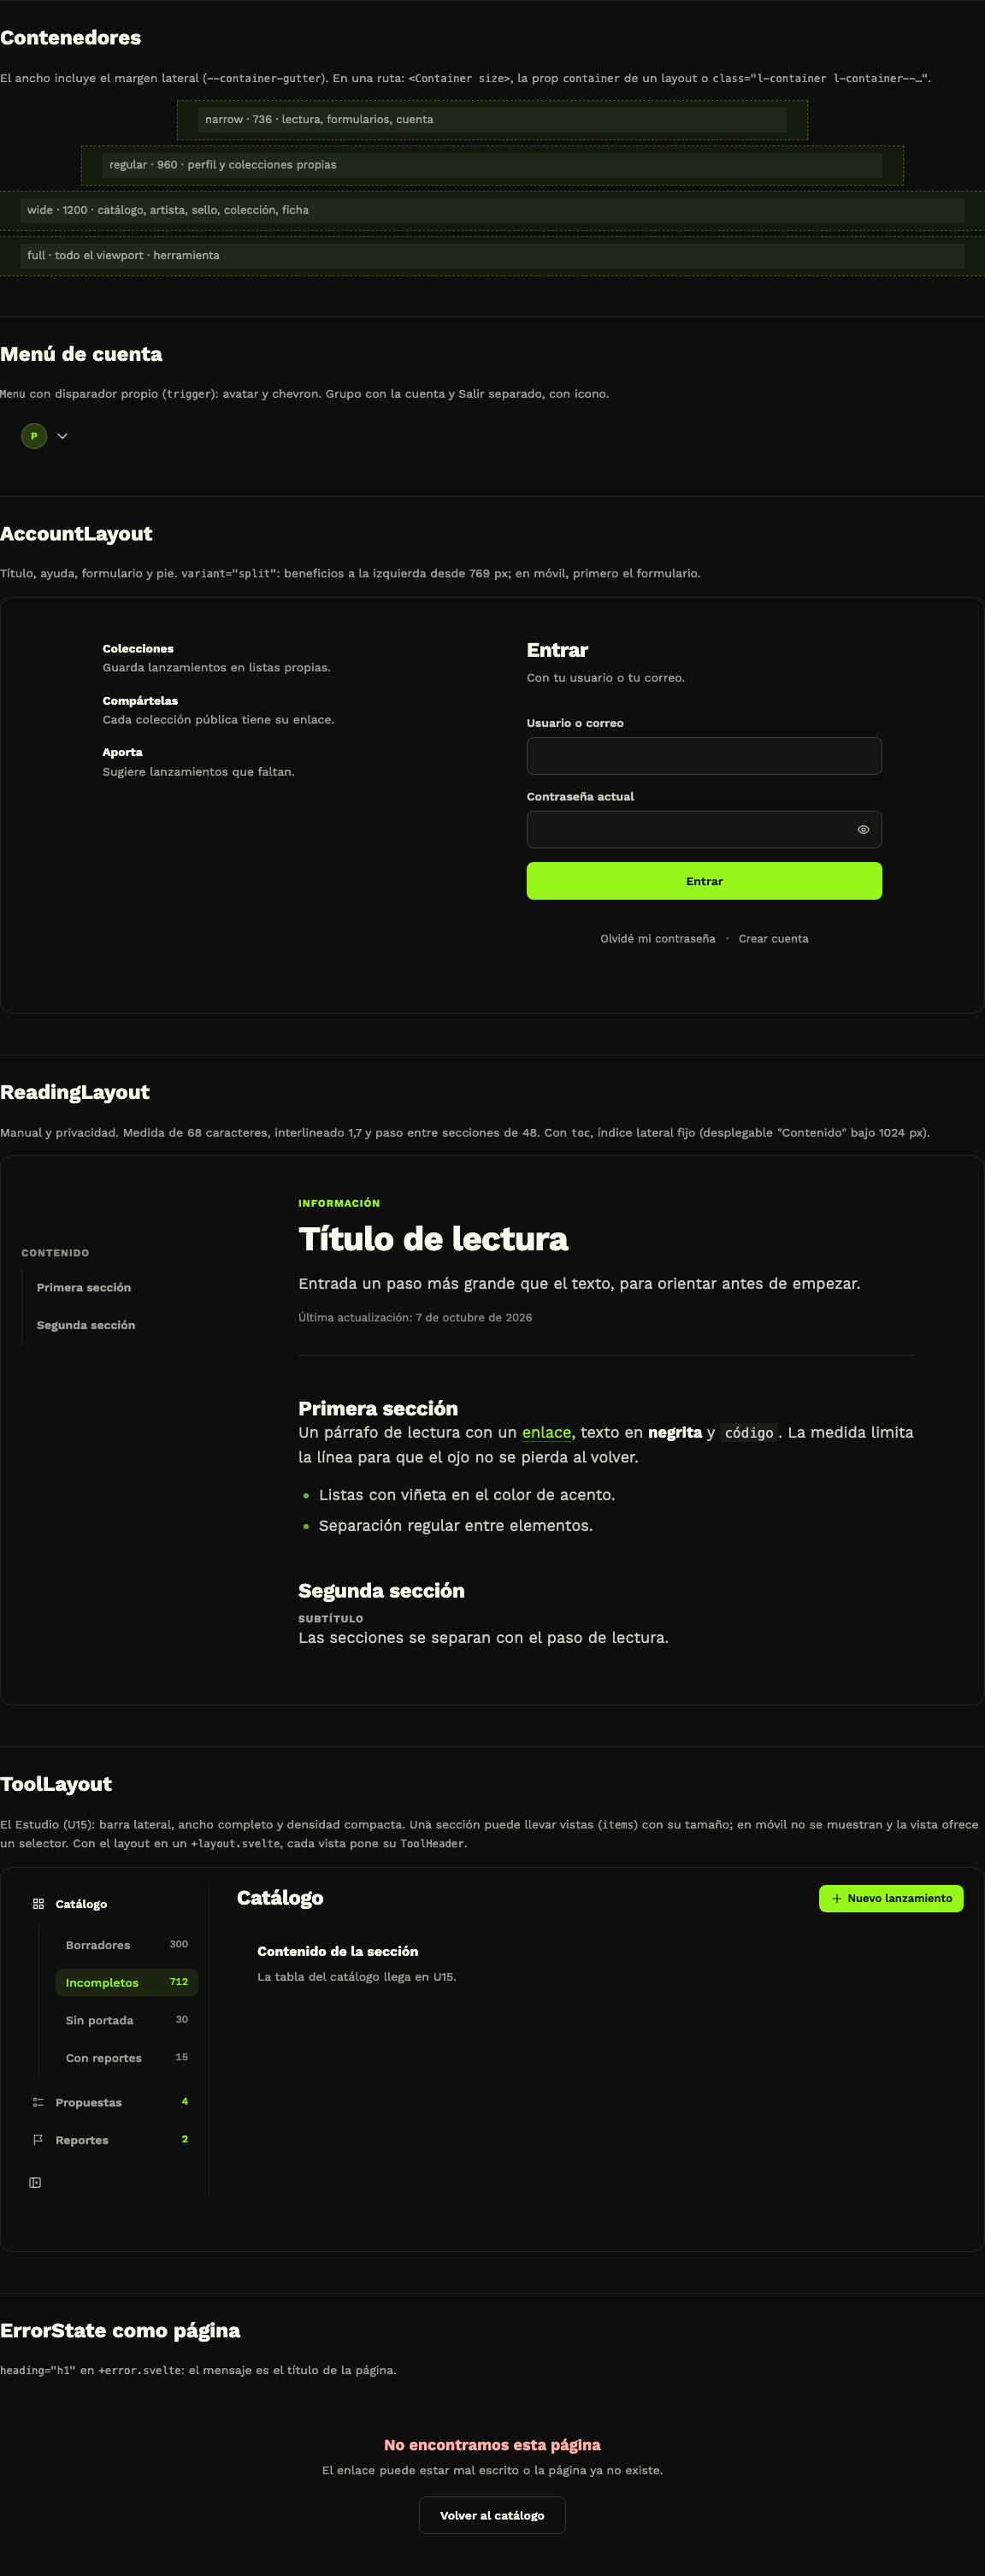 Contenedores
El ancho incluye el margen lateral (--container-gutter). En una ruta: <Container size>, la prop container de un layout o class="l-container l-container--…".
narrow · 736 · lectura, formularios, cuenta
regular · 960 · perfil y colecciones propias
wide · 1200 · catálogo, artista, sello, colección, ficha
full · todo el viewport · herramienta
Menú de cuenta
Menu con disparador propio (trigger): avatar y chevron. Grupo con la cuenta y Salir separado, con icono.
P
AccountLayout
Título, ayuda, formulario y pie. variant="split": beneficios a la izquierda desde 769 px; en móvil, primero el formulario.
Colecciones
Guarda lanzamientos en listas propias.
Compártelas
Cada colección pública tiene su enlace.
Aporta
Sugiere lanzamientos que faltan.
Entrar
Con tu usuario o tu correo.
Usuario o correo
Contraseña actual
Entrar
Olvidé mi contraseña · Crear cuenta
ReadingLayout
Manual y privacidad. Medida de 68 caracteres, interlineado 1,7 y paso entre secciones de 48. Con toc, índice lateral fijo (desplegable "Contenido" bajo 1024 px).
CONTENIDO
Primera sección
Segunda sección
INFORMACIÓN
Título de lectura
Entrada un paso más grande que el texto, para orientar antes de empezar.
Última actualización: 7 de octubre de 2026
Primera sección
Un párrafo de lectura con un enlace, texto en negrita y código. La medida limita
la línea para que el ojo no se pierda al volver.
Listas con viñeta en el color de acento.
Separación regular entre elementos.
Segunda sección
SUBTÍTULO
Las secciones se separan con el paso de lectura.
ToolLayout
El Estudio (U15): barra lateral, ancho completo y densidad compacta. Una sección puede llevar vistas (items) con su tamaño; en móvil no se muestran y la vista ofrece
un selector. Con el layout en un +layout.svelte, cada vista pone su ToolHeader.
Catálogo
Borradores 300
Incompletos 712
Sin portada 30
Con reportes 15
Propuestas 4
Reportes 2
Catálogo
Nuevo lanzamiento
Contenido de la sección
La tabla del catálogo llega en U15.
ErrorState como página
heading="h1" en +error.svelte: el mensaje es el título de la página.
No encontramos esta página
El enlace puede estar mal escrito o la página ya no existe.
Volver al catálogo